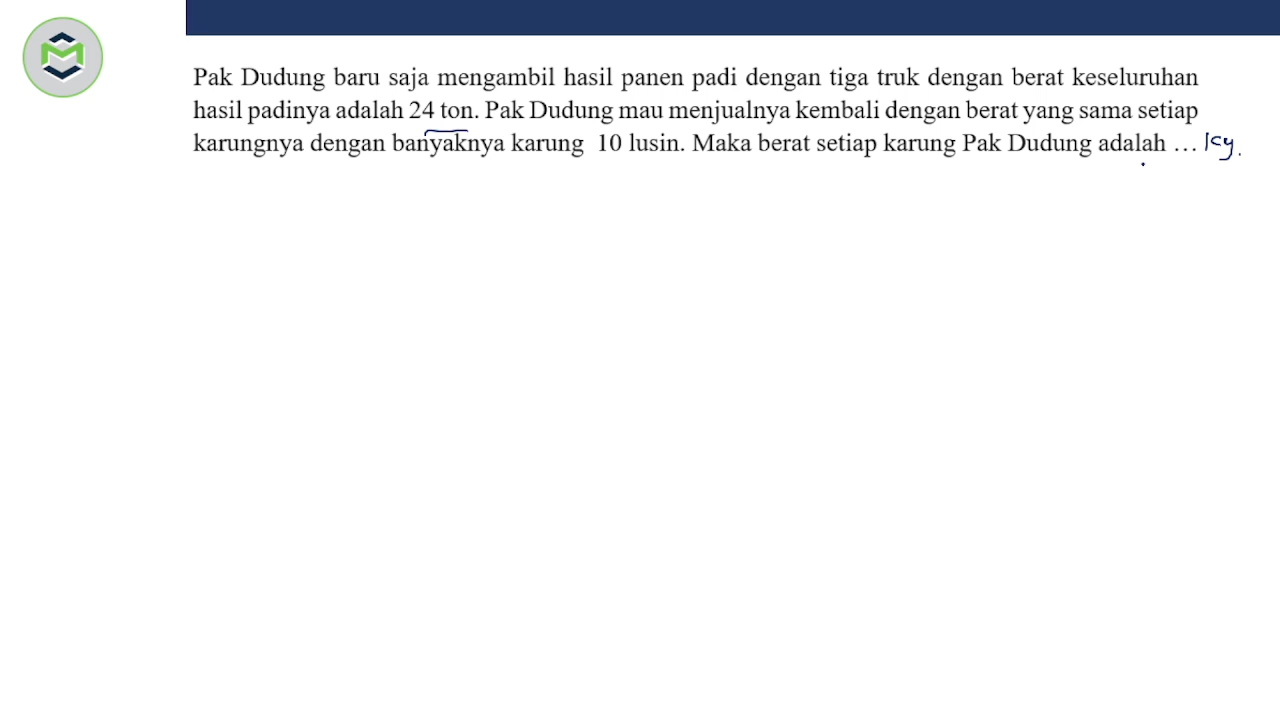 Pak Dudung baru saja mengambil hasil panen padi dengan tiga truk dengan berat keseluruhan
hasil padinya adalah 24 ton. Pak Dudung mau menjualnya kembali dengan berat yang sama setiap
karungnya dengan banyaknya karung 10 lusin. Maka berat setiap karung Pak Dudung adalah … kg.